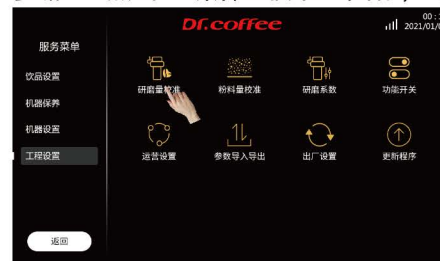 Dr.coffee
00:
2021/01/0
服务菜单
饮品设置
机器保养
机器设置
工程设置
返回
研磨量校准
粉料量校准
研磨系数
功能开关
运营设置
参数导入导出
出厂设置
更新程序